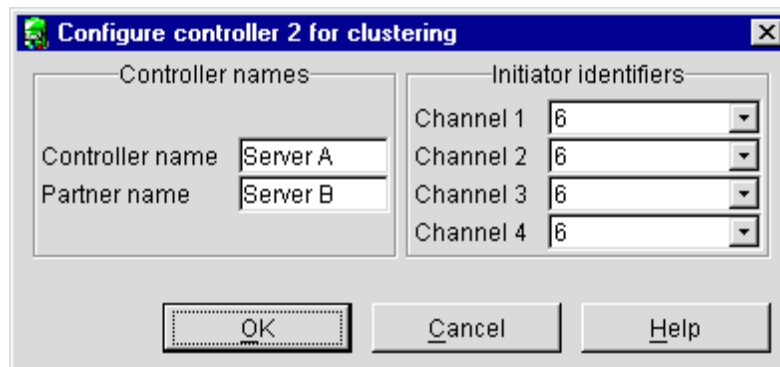 Configure controller 2 for clustering
Controller names
Controller name Server A
Partner name Server B
Initiator identifiers
Channel 1 6
Channel 2 6
Channel 3 6
Channel 4 6
OK Cancel Help